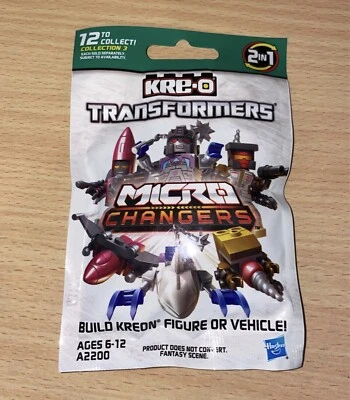 12 TO
COLLECT!
COLLECTION 3
EACH SOLD SEPARATELY.
SUBJECT TO AVAILABILITY.
2 in 1
KRE-O
TRANSFORMERS
MICRO
CHANGERS
BUILD KREON® FIGURE OR VEHICLE!
AGES 6-12
A2200
PRODUCT DOES NOT CONVERT.
FANTASY SCENE.
Hasbro